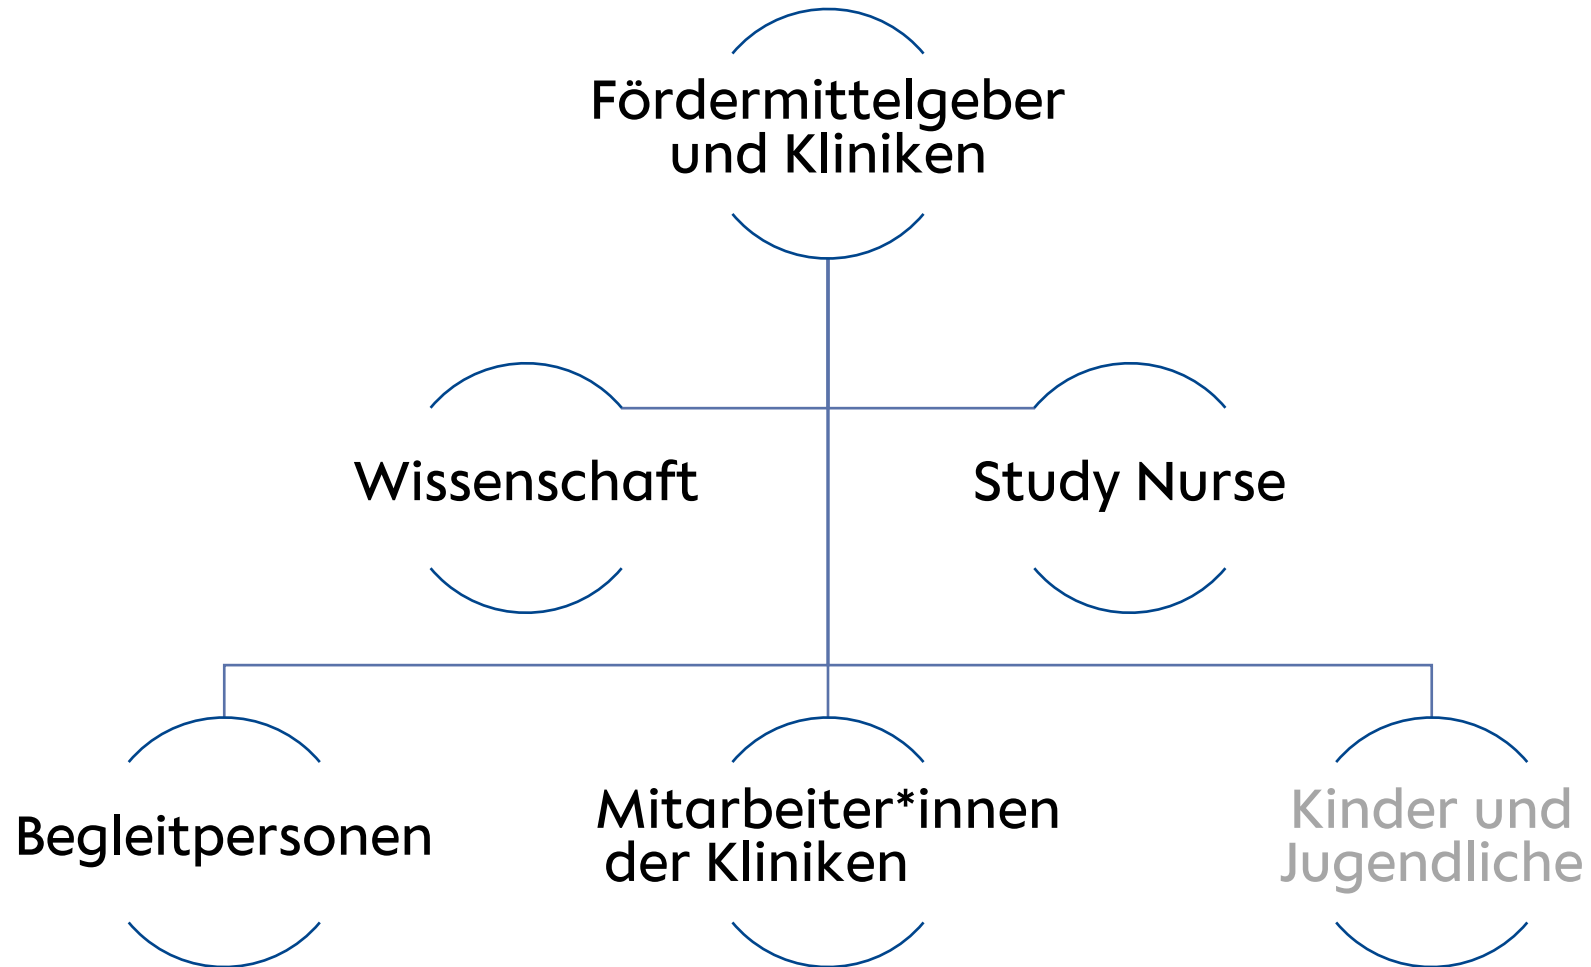 Fördermittelgeber
und Kliniken
Wissenschaft
Study Nurse
Begleitpersonen
Mitarbeiter*innen
der Kliniken
Kinder und
Jugendliche